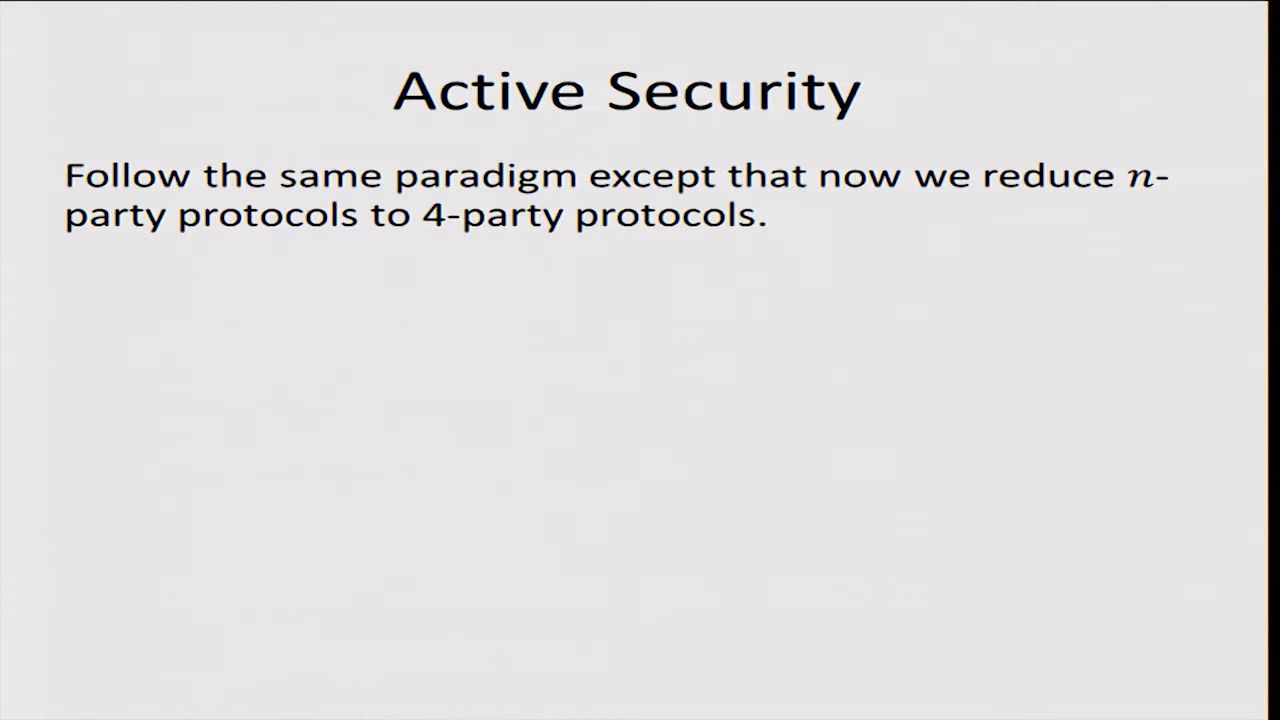 Active Security
Follow the same paradigm except that now we reduce n-
party protocols to 4-party protocols.